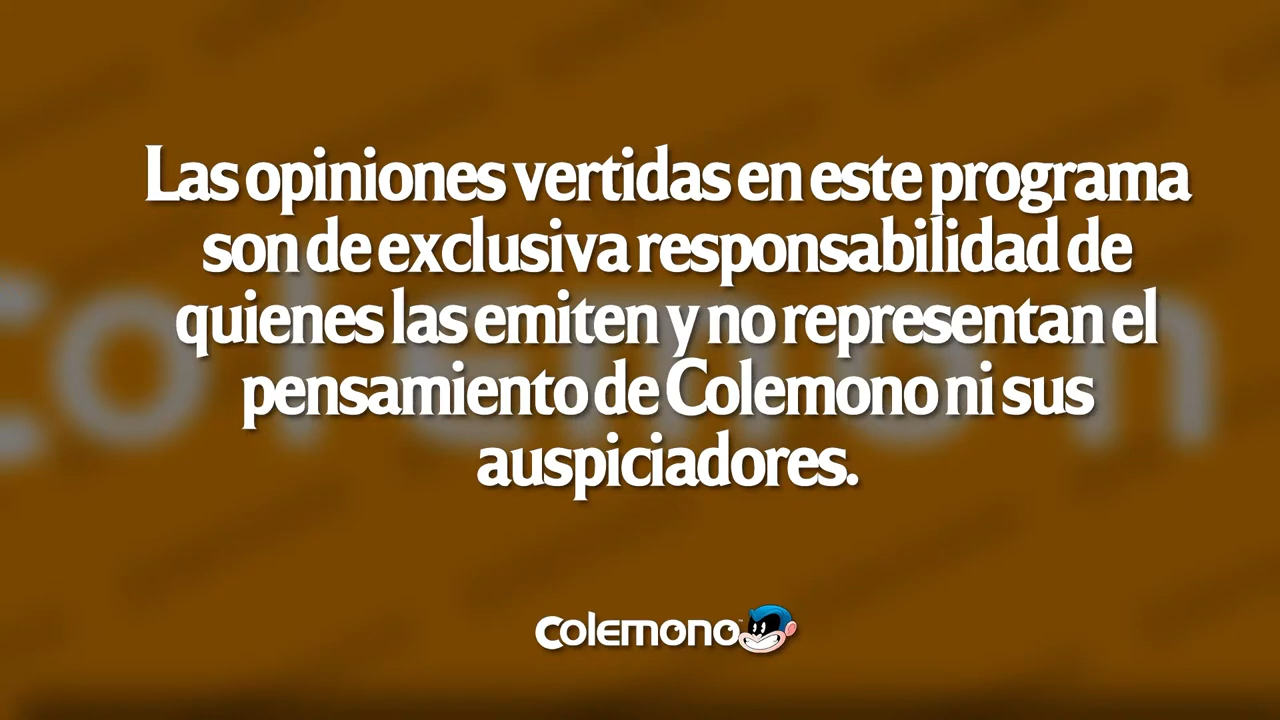 Las opiniones vertidas en este programa
son de exclusiva responsabilidad de
quienes las emiten y no representan el
pensamiento de Colemono ni sus
auspiciadores.
colemono™